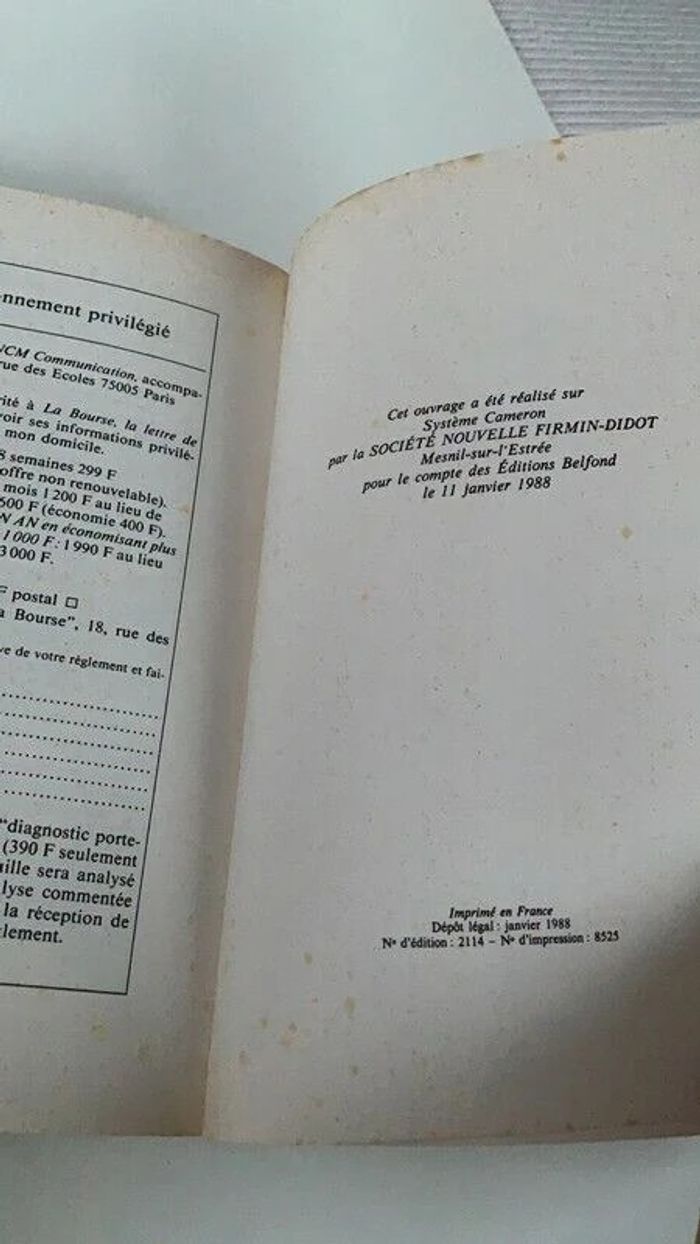 nnement privilégié
NCM Communication, accompa-
rue des Ecoles 75005 Paris
rité à La Bourse, la lettre de
oir ses informations privilé-
mon domicile.
8 semaines 299 F
offre non renouvelable).
mois 1 200 F au lieu de
600 F (économie 400 F).
N AN en économisant plus
1 000 F : 1 990 F au lieu
3 000 F.
F postal □
a Bourse", 18, rue des
ve de votre règlement et fai-
"diagnostic porte-
(390 F seulement
uille sera analysé
lyse commentée
la réception de
lement.
Cet ouvrage a été réalisé sur
Système Cameron
par la SOCIÉTÉ NOUVELLE FIRMIN-DIDOT
Mesnil-sur-l'Estrée
pour le compte des Éditions Belfond
le 11 janvier 1988
Imprimé en France
Dépôt légal : janvier 1988
N° d'édition : 2114 – N° d'impression : 8525